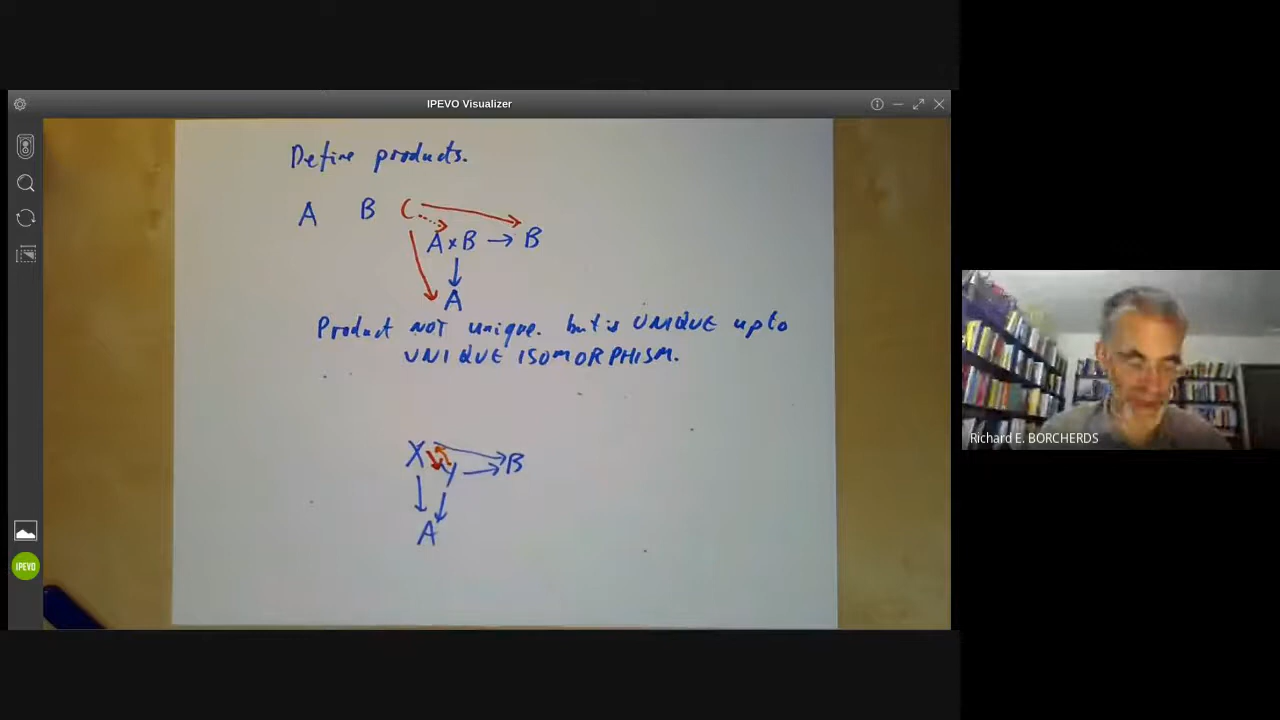 IPEVO Visualizer
Define products.
A B C
A × B → B
A
Product NOT unique. but is UNIQUE up to
UNIQUE ISOMORPHISM.
X
Y
B
A
IPEVO
Richard E. BORCHERDS